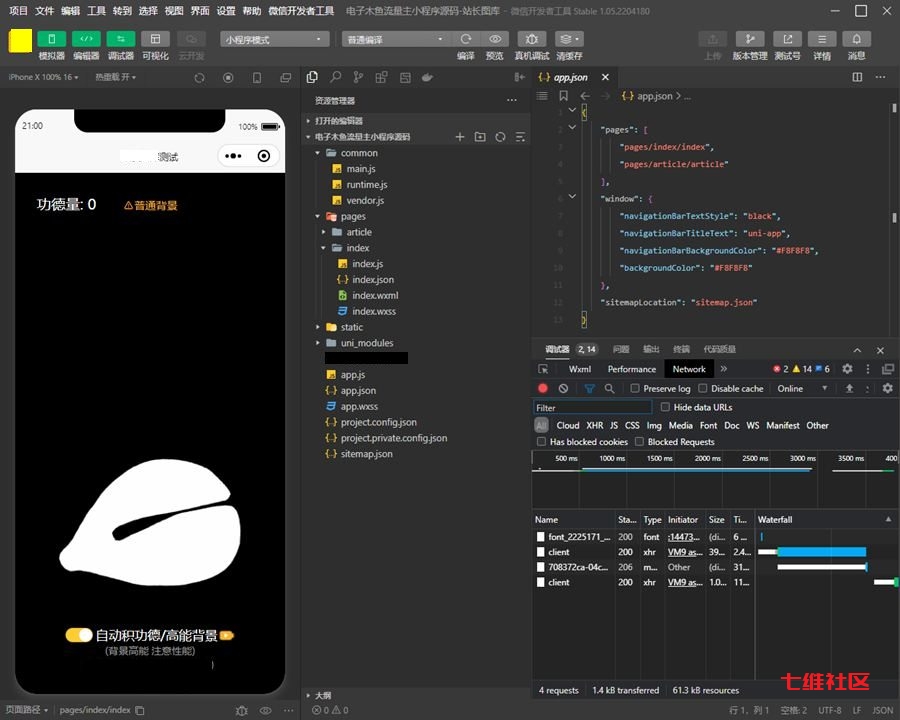 项目 文件 编辑 工具 转到 选择 视图 界面 设置 帮助 微信开发者工具 电子木鱼流量主小程序源码-站长图库 - 微信开发者工具 Stable 1.05.2204180
小程序模式 普通编译
模拟器 编辑器 调试器 可视化 云开发 编译 预览 真机调试 清缓存 上传 版本管理 测试号 详情 消息
iPhone X 100% 16 热重载 开
21:00 100%
测试
功德量: 0 普通背景
自动积功德/高能背景
(背景高能 注意性能)
)
页面路径 pages/index/index
资源管理器
打开的编辑器
电子木鱼流量主小程序源码
common
main.js
runtime.js
vendor.js
pages
article
index
index.js
index.json
index.wxml
index.wxss
static
uni_modules
app.js
app.json
app.wxss
project.config.json
project.private.config.json
sitemap.json
大纲
0 0
app.json
app.json ...
1 {
2 "pages": [
3 "pages/index/index",
4 "pages/article/article"
5 ],
6 "window": {
7 "navigationBarTextStyle": "black",
8 "navigationBarTitleText": "uni-app",
9 "navigationBarBackgroundColor": "#F8F8F8",
10 "backgroundColor": "#F8F8F8"
11 },
12 "sitemapLocation": "sitemap.json"
13 }
调试器 2, 14 问题 输出 终端 代码质量
Wxml Performance Network 2 14 6
Preserve log Disable cache Online
Filter Hide data URLs
All Cloud XHR JS CSS Img Media Font Doc WS Manifest Other
Has blocked cookies Blocked Requests
500 ms 1000 ms 1500 ms 2000 ms 2500 ms 3000 ms 3500 ms 400
Name Sta... Type Initiator Size Ti... Waterfall
font_2225171_... 200 font :14473... (di... 6 ...
client 200 xhr VM9 as... 39... 2.4...
708372ca-04c... 206 m... Other (di... 31...
client 200 xhr VM9 as... 1.0... 11...
4 requests 1.4 kB transferred 61.3 kB resources
七维社区
行 1，列 1 空格: 2 UTF-8 LF JSON